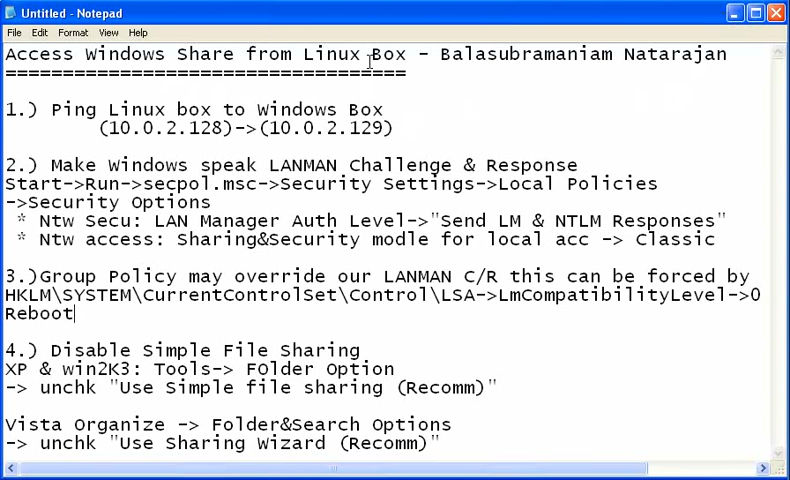 Untitled - Notepad
File Edit Format View Help
Access Windows Share from Linux Box - Balasubramaniam Natarajan
===================================
1.) Ping Linux box to Windows Box
(10.0.2.128)->(10.0.2.129)
2.) Make Windows speak LANMAN Challenge & Response
Start->Run->secpol.msc->Security Settings->Local Policies
->Security Options
* Ntw Secu: LAN Manager Auth Level->"Send LM & NTLM Responses"
* Ntw access: Sharing&Security modle for local acc -> Classic
3.)Group Policy may override our LANMAN C/R this can be forced by
HKLM\SYSTEM\CurrentControlSet\Control\LSA->LmCompatibilityLevel->0
Reboot
4.) Disable Simple File Sharing
XP & win2K3: Tools-> FOlder Option
-> unchk "Use Simple file sharing (Recomm)"
Vista Organize -> Folder&Search Options
-> unchk "Use Sharing Wizard (Recomm)"